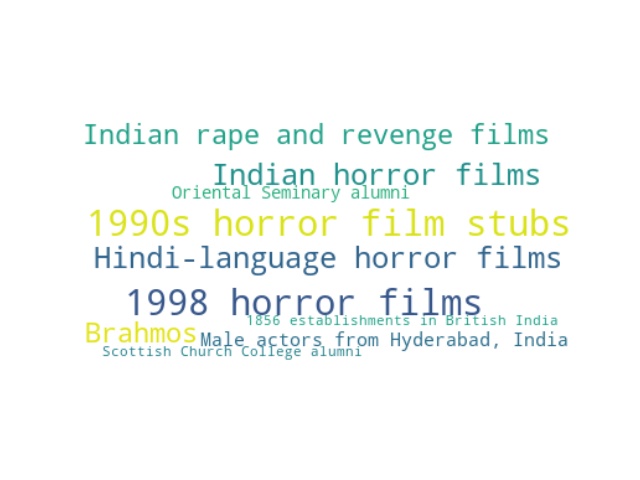 Indian rape and revenge films
Indian horror films
Oriental Seminary alumni
1990s horror film stubs
Hindi-language horror films
1998 horror films
1856 establishments in British India
Brahmos
Male actors from Hyderabad, India
Scottish Church College alumni